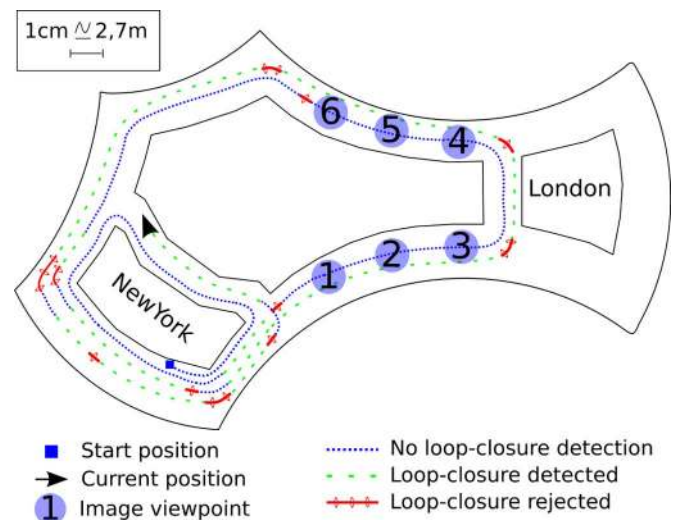 1cm ≃ 2,7m
6
5
4
London
3
2
1
NewYork
Start position
Current position
1 Image viewpoint
No loop-closure detection
Loop-closure detected
Loop-closure rejected